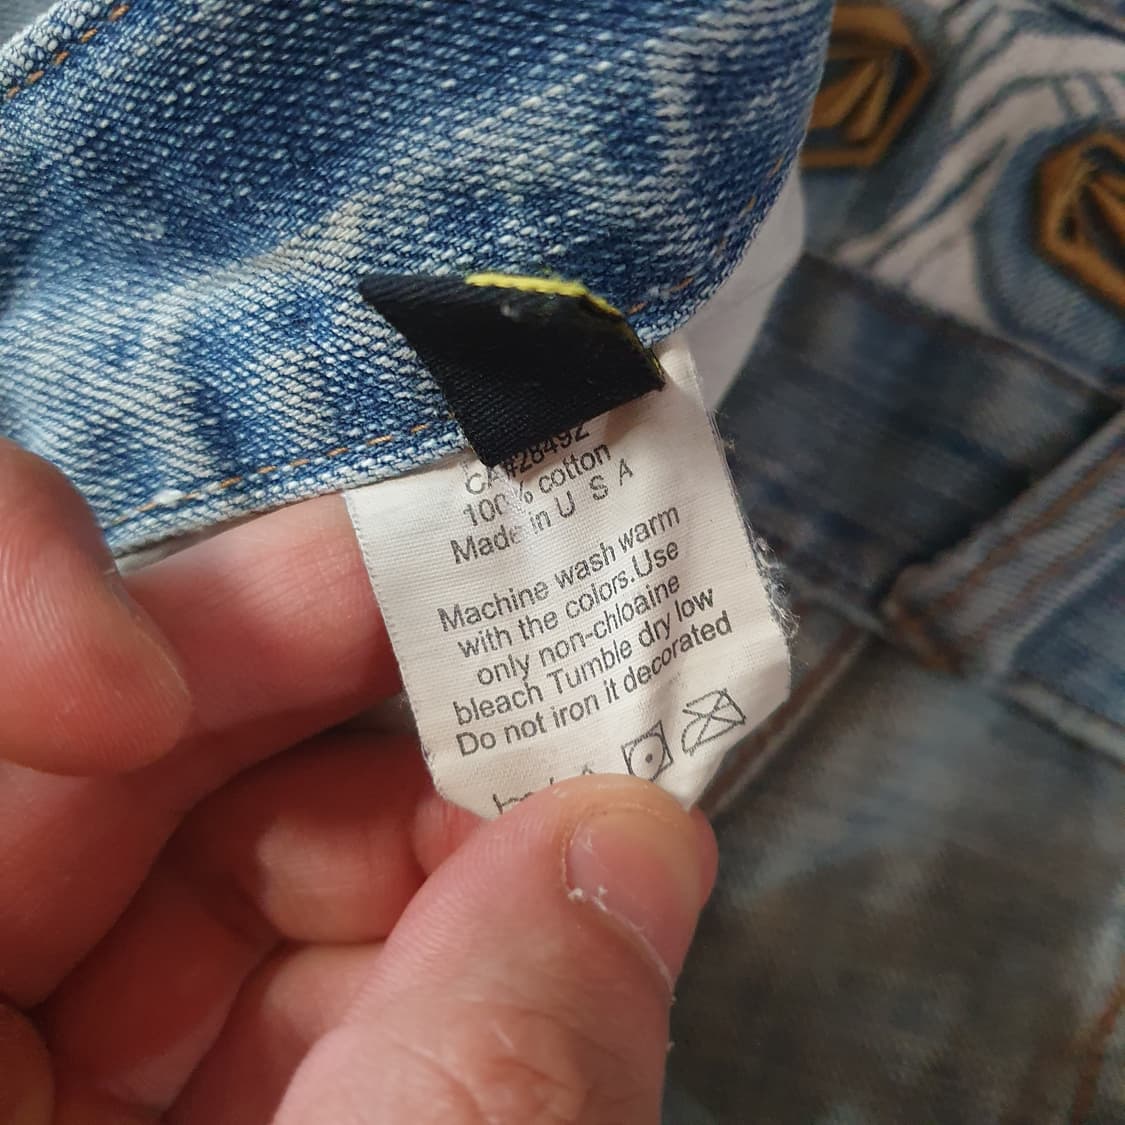 CA#28492
100% cotton
Made in U S A
Machine wash warm
with the colors.Use
only non-chloaine
bleach Tumble dry low
Do not iron it decorated